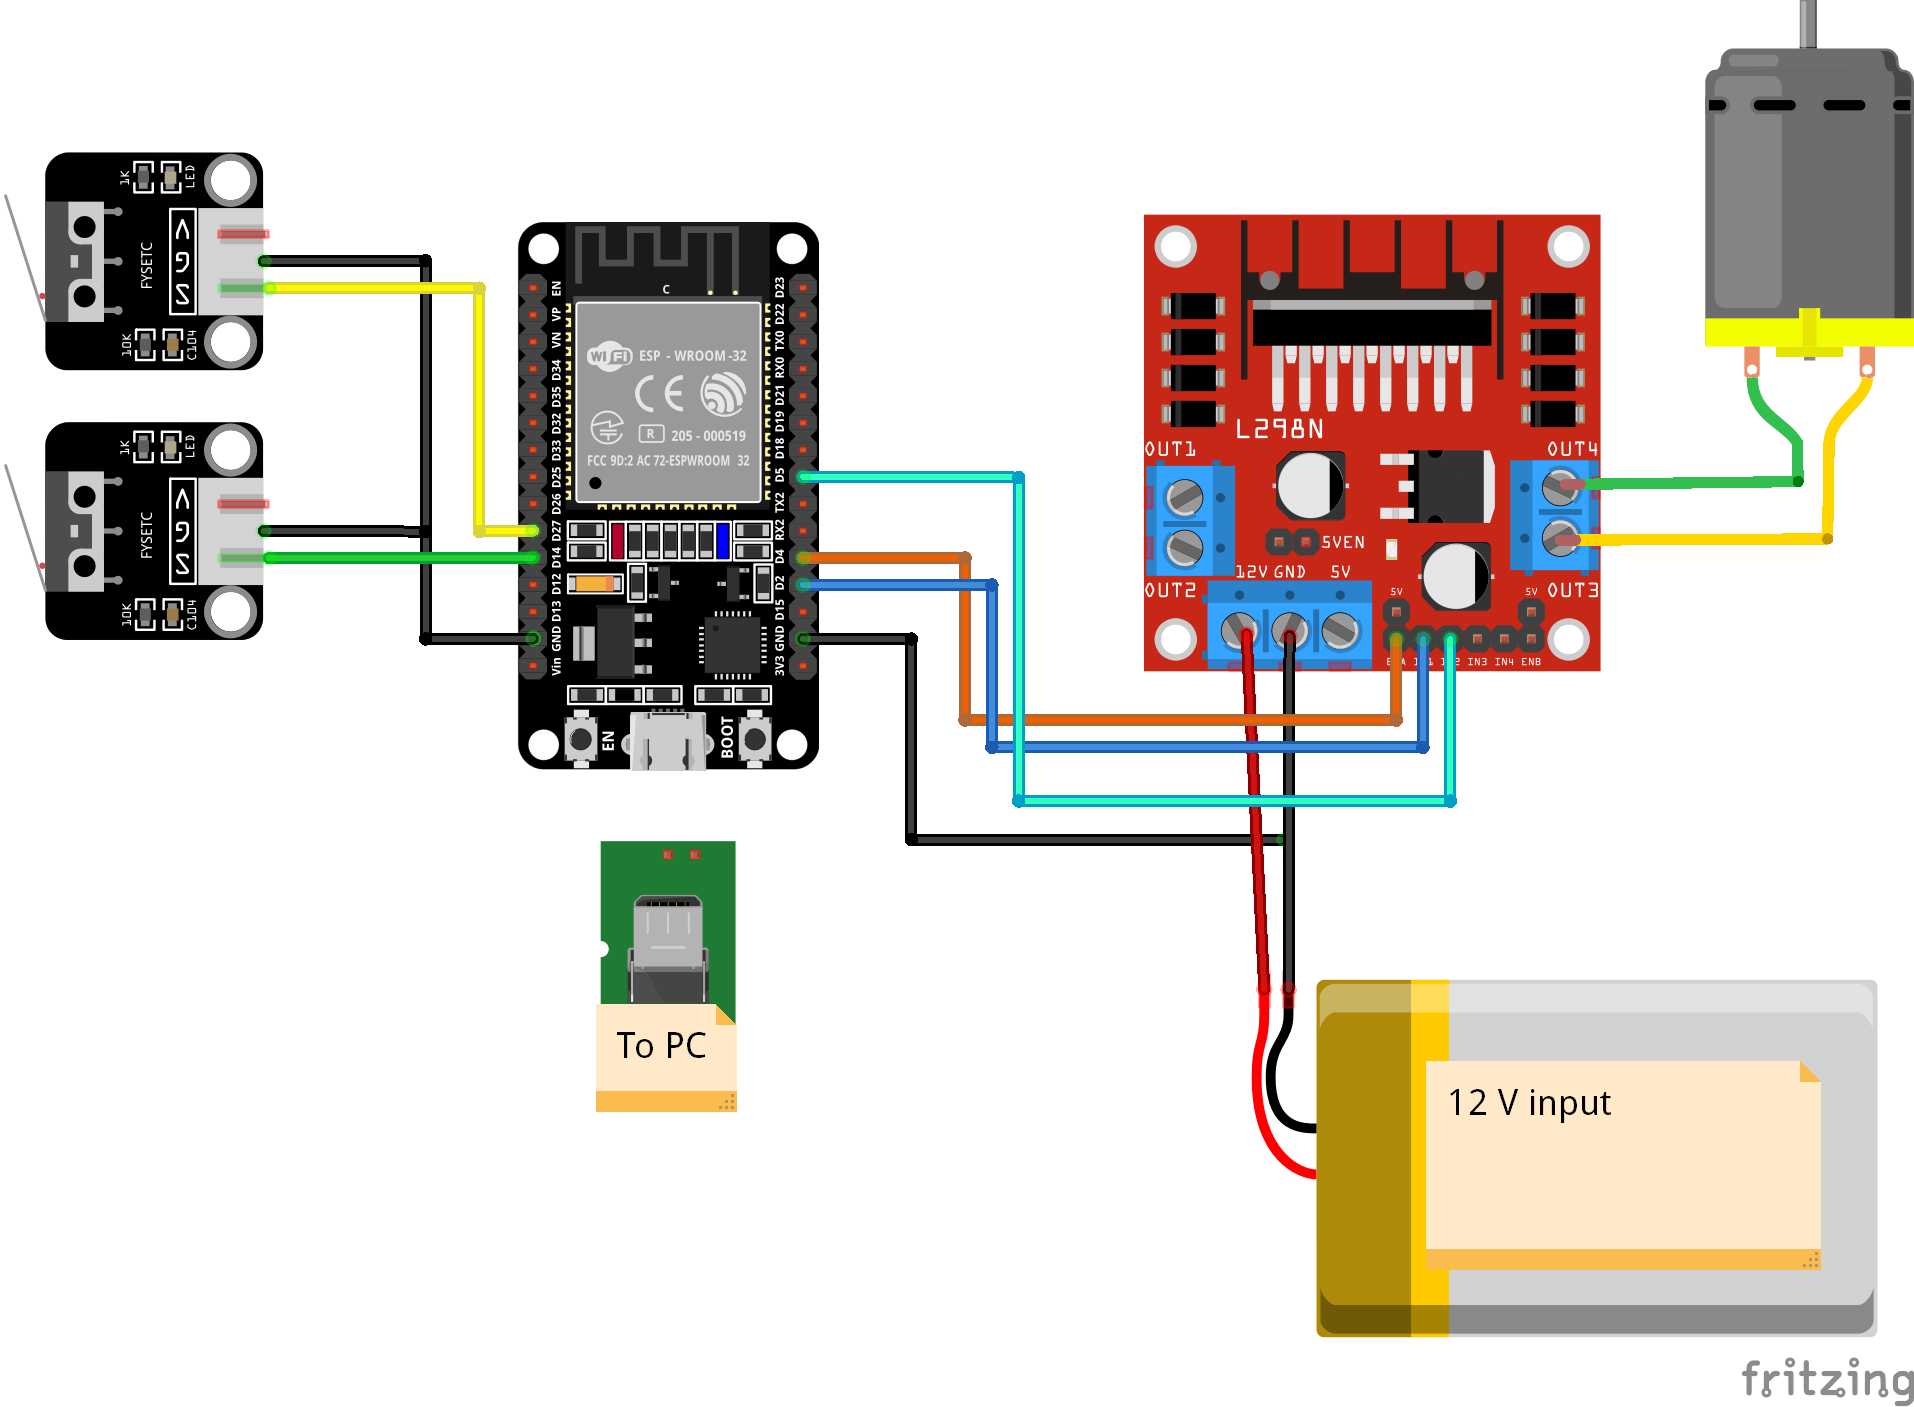 1K
LED
V
G
S
FYSETC
10K
C104
1K
LED
V
G
S
FYSETC
10K
C104
EN
VP
VN
D34
D35
D32
D33
D25
D26
D27
D14
D12
D13
GND
Vin
D23
D22
TX0
RX0
D21
D19
D18
D5
TX2
RX2
D4
D2
D15
GND
3V3
C
WiFi
ESP - WROOM -32
CE
R
205 - 000519
FCC 9D:2 AC 72-ESPWROOM 32
EN
BOOT
To PC
L298N
OUT1
OUT4
5VEN
12V GND 5V
OUT2
OUT3
5V
5V
IN3 IN4 ENB
12 V input
fritzing